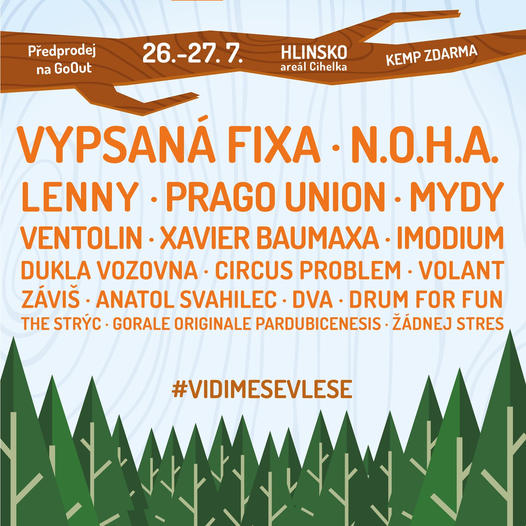 Předprodej
na GoOut
26.-27. 7.
HLINSKO
areál Cihelka
KEMP ZDARMA
VYPSANÁ FIXA · N.O.H.A.
LENNY · PRAGO UNION · MYDY
VENTOLIN · XAVIER BAUMAXA · IMODIUM
DUKLA VOZOVNA · CIRCUS PROBLEM · VOLANT
ZÁVIŠ · ANATOL SVAHILEC · DVA · DRUM FOR FUN
THE STRÝC · GORALE ORIGINALE PARDUBICENESIS · ŽÁDNEJ STRES
#VIDIMESEVLESE